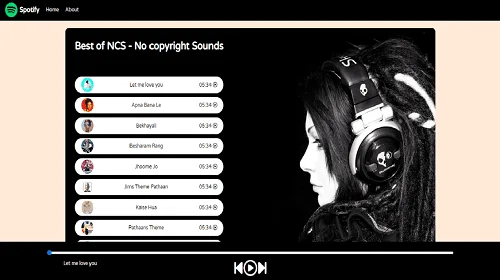 Spotify Home About
Best of NCS - No copyright Sounds
Let me love you 05:34
Apna Bana Le 05:34
Bekhayali 05:34
Besharam Rang 05:34
Jhoome Jo 05:34
Jims Theme Pathaan 05:34
Kaise Hua 05:34
Pathaans Theme 05:34
Let me love you